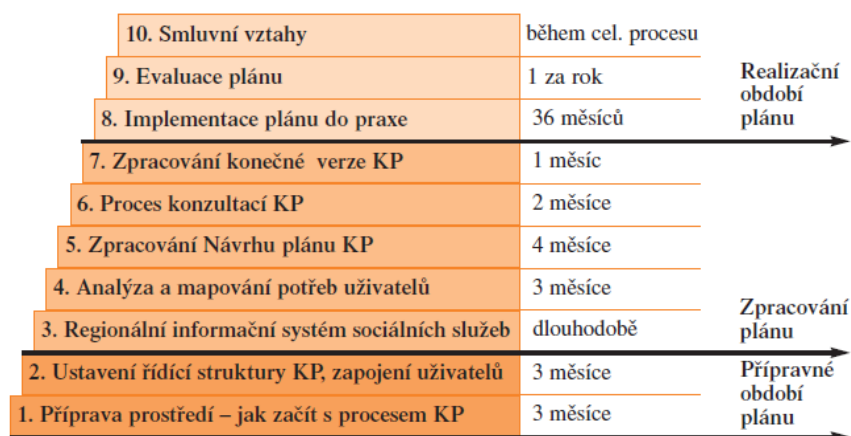 10. Smluvní vztahy během cel. procesu
9. Evaluace plánu 1 za rok
Realizační
období
plánu
8. Implementace plánu do praxe 36 měsíců
7. Zpracování konečné verze KP 1 měsíc
6. Proces konzultací KP 2 měsíce
5. Zpracování Návrhu plánu KP 4 měsíce
4. Analýza a mapování potřeb uživatelů 3 měsíce
3. Regionální informační systém sociálních služeb dlouhodobě
Zpracování
plánu
2. Ustavení řídící struktury KP, zapojení uživatelů 3 měsíce
1. Příprava prostředí – jak začít s procesem KP 3 měsíce
Přípravné
období
plánu